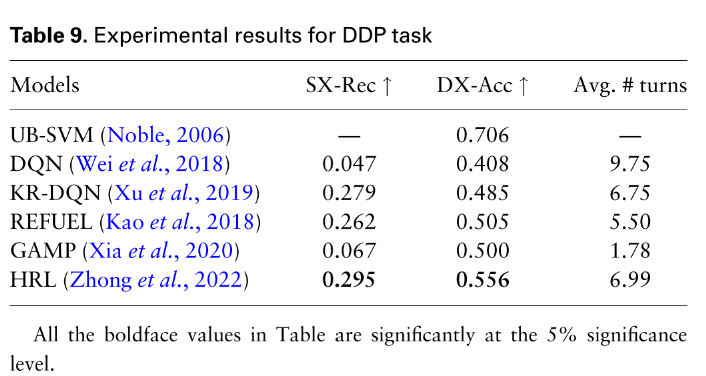 Table 9. Experimental results for DDP task
Models SX-Rec ↑ DX-Acc ↑ Avg. # turns
UB-SVM (Noble, 2006) — 0.706 —
DQN (Wei et al., 2018) 0.047 0.408 9.75
KR-DQN (Xu et al., 2019) 0.279 0.485 6.75
REFUEL (Kao et al., 2018) 0.262 0.505 5.50
GAMP (Xia et al., 2020) 0.067 0.500 1.78
HRL (Zhong et al., 2022) 0.295 0.556 6.99
All the boldface values in Table are significantly at the 5% significance
level.